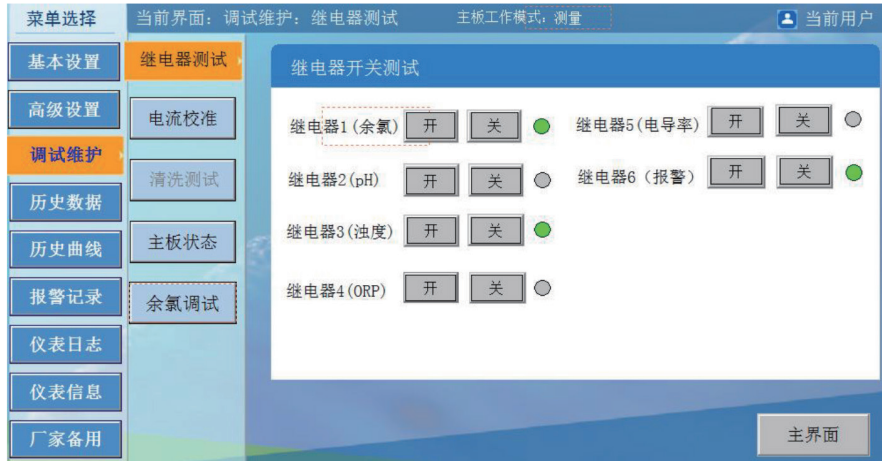 菜单选择
当前界面：调试维护：继电器测试
主板工作模式：测量
当前用户
基本设置
高级设置
调试维护
历史数据
历史曲线
报警记录
仪表日志
仪表信息
厂家备用
继电器测试
电流校准
清洗测试
主板状态
余氯调试
继电器开关测试
继电器1(余氯) 开 关
继电器2(pH) 开 关
继电器3(浊度) 开 关
继电器4(ORP) 开 关
继电器5(电导率) 开 关
继电器6（报警） 开 关
主界面